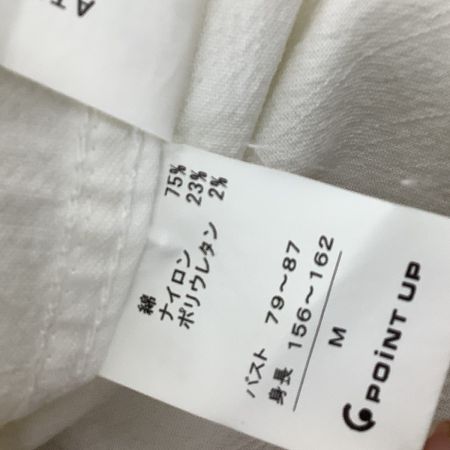 綿 75%
ナイロン 23%
ポリウレタン 2%
バスト 79〜87
身長 156〜162
M
POINT UP